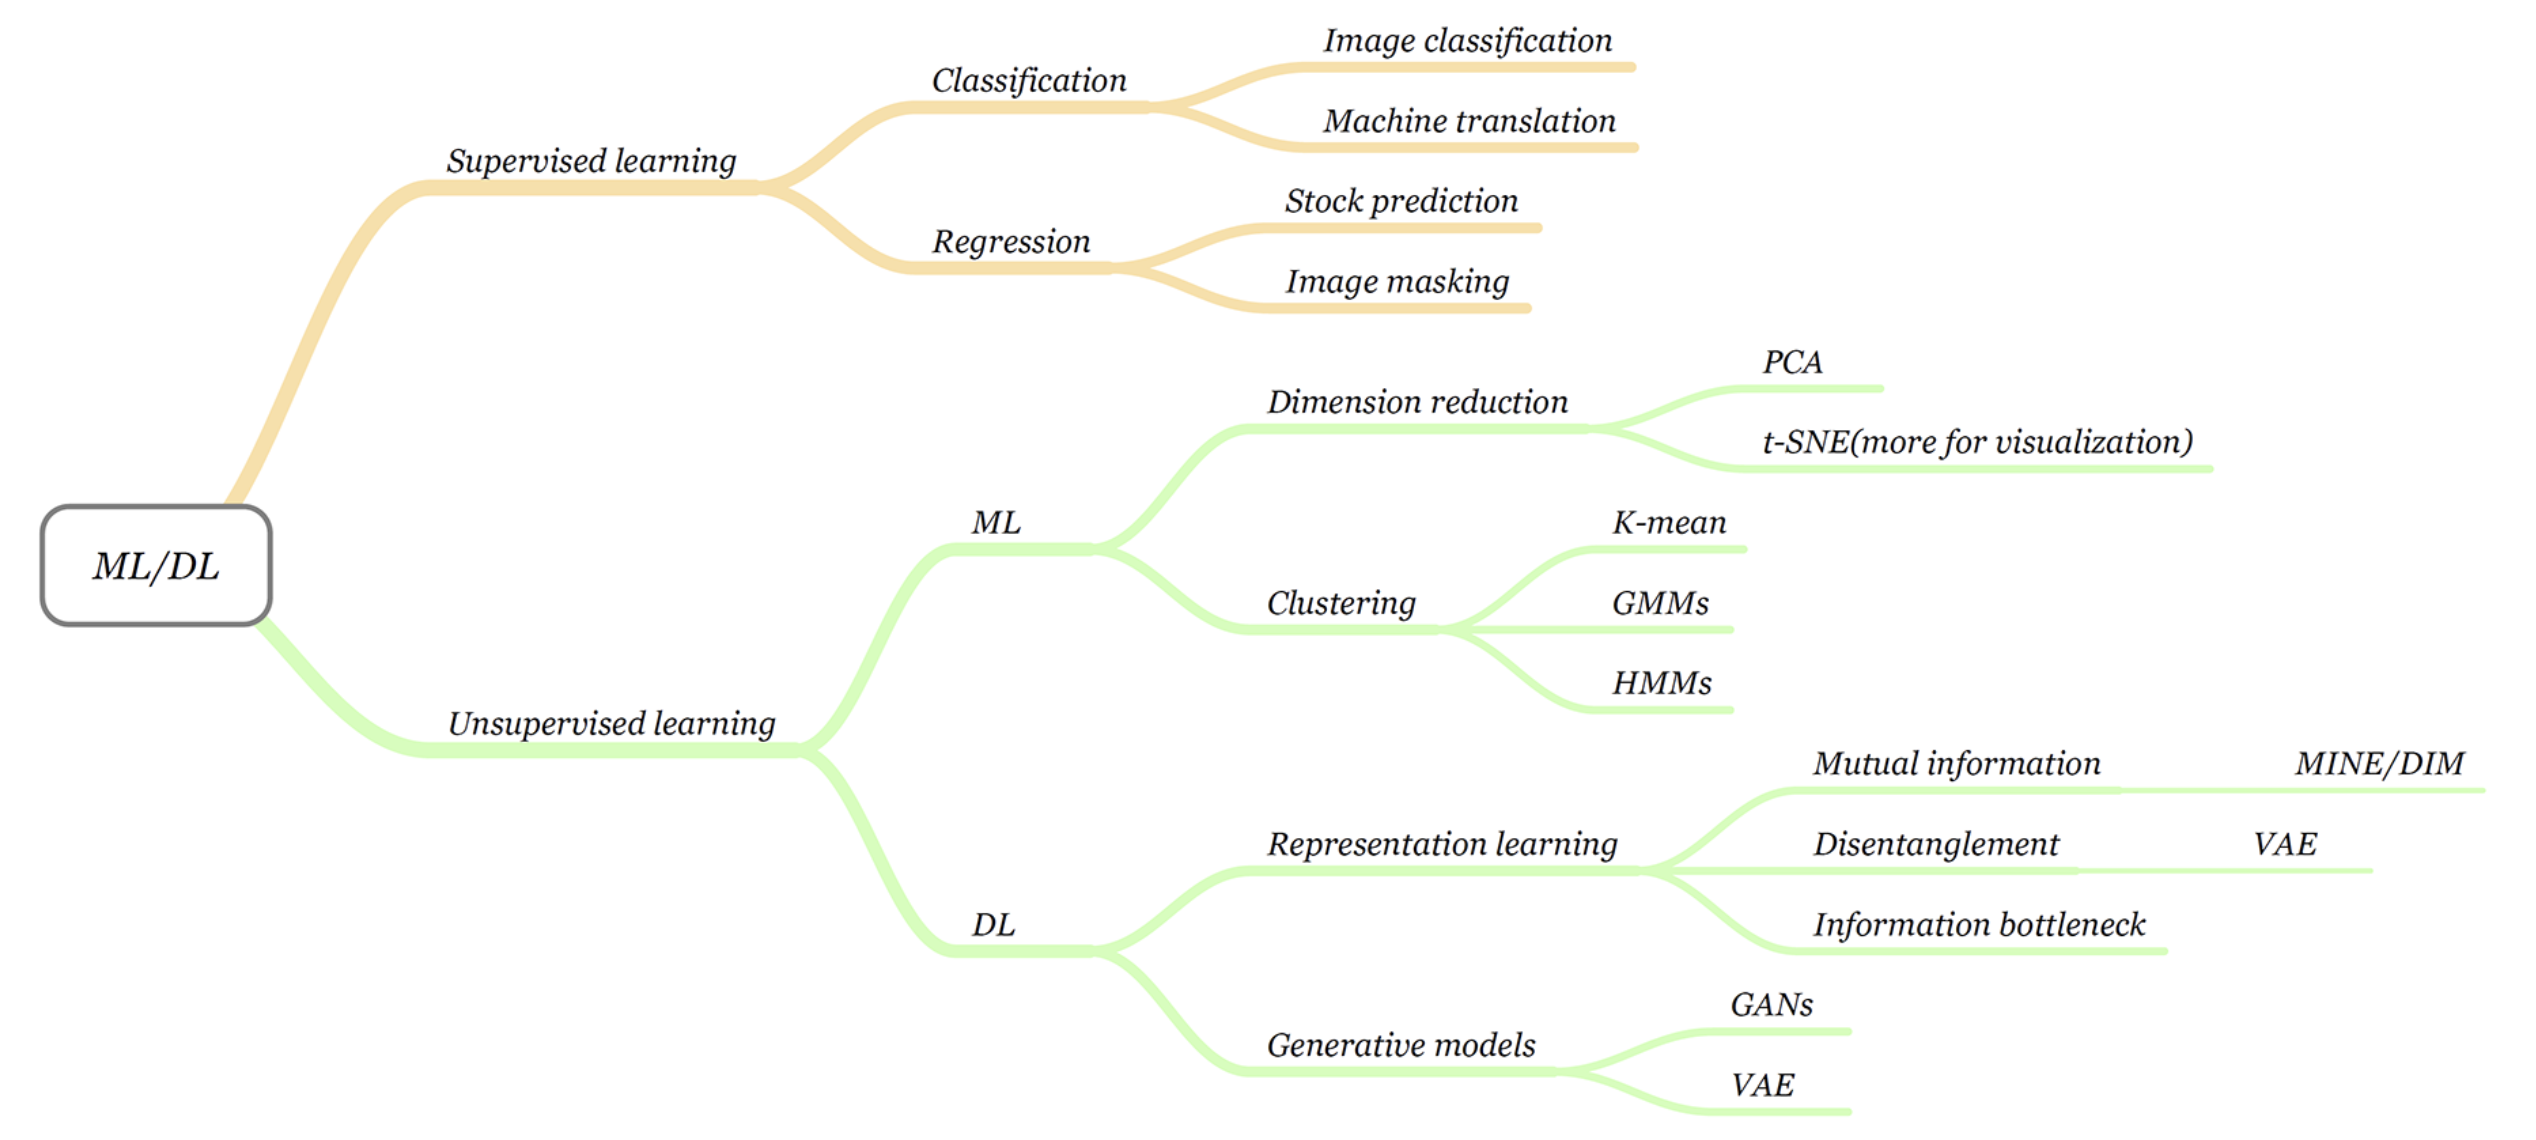 Image classification
Classification
Machine translation
Supervised learning
Stock prediction
Regression
Image masking
PCA
Dimension reduction
t-SNE(more for visualization)
ML
K-mean
ML/DL
Clustering
GMMs
HMMs
Unsupervised learning
Mutual information
MINE/DIM
Representation learning
Disentanglement
VAE
DL
Information bottleneck
GANs
Generative models
VAE